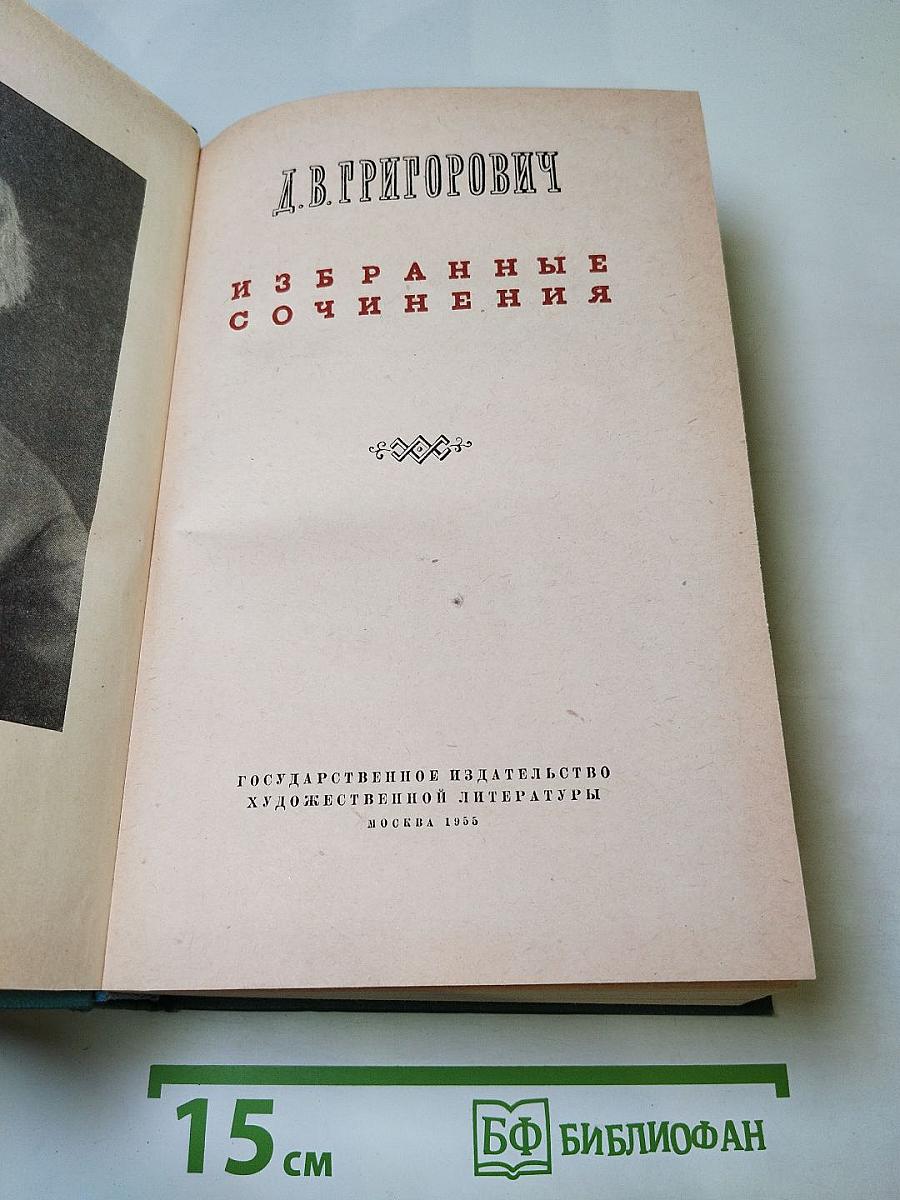 Д. В. ГРИГОРОВИЧ
ИЗБРАННЫЕ
СОЧИНЕНИЯ
ГОСУДАРСТВЕННОЕ ИЗДАТЕЛЬСТВО
ХУДОЖЕСТВЕННОЙ ЛИТЕРАТУРЫ
МОСКВА 1955
15 см
БФ БИБЛИОФАН